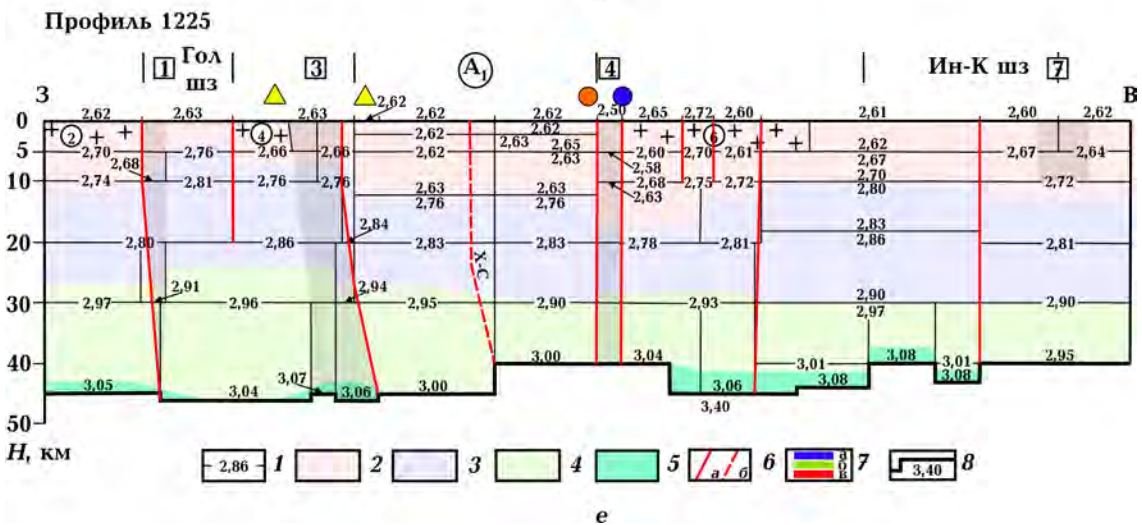 Профиль 1225
1 Гол шз 3 A1 4 Ин-К шз 7
З В
2,62 2,63 2,63 2,62 2,62 2,50 2,65 2,72 2,60 2,61 2,60 2,62
0
2 4 2,62 2,62 6
2,63 2,65 2,62
5 2,70 2,76 2,66 2,66 2,62 2,63 2,60 2,70 2,61 2,67 2,64
2,68 2,58 2,67
10 2,74 2,81 2,76 2,76 2,63 2,63 2,68 2,75 2,72 2,70 2,72
2,76 2,76 2,63 2,80
2,84 2,83
20 2,80 2,86 2,83 2,83 2,78 2,81 2,86 2,81
Х-С
2,91 2,94 2,90
30 2,97 2,96 2,95 2,90 2,93 2,97 2,90
40 3,00 3,04 3,01 3,08 3,01 2,95
3,05 3,04 3,07 3,06 3,00 3,06 3,08 3,08
3,40
50
H, км
2,86 1 2 3 4 5 а б 6 а б в 7 3,40 8
е